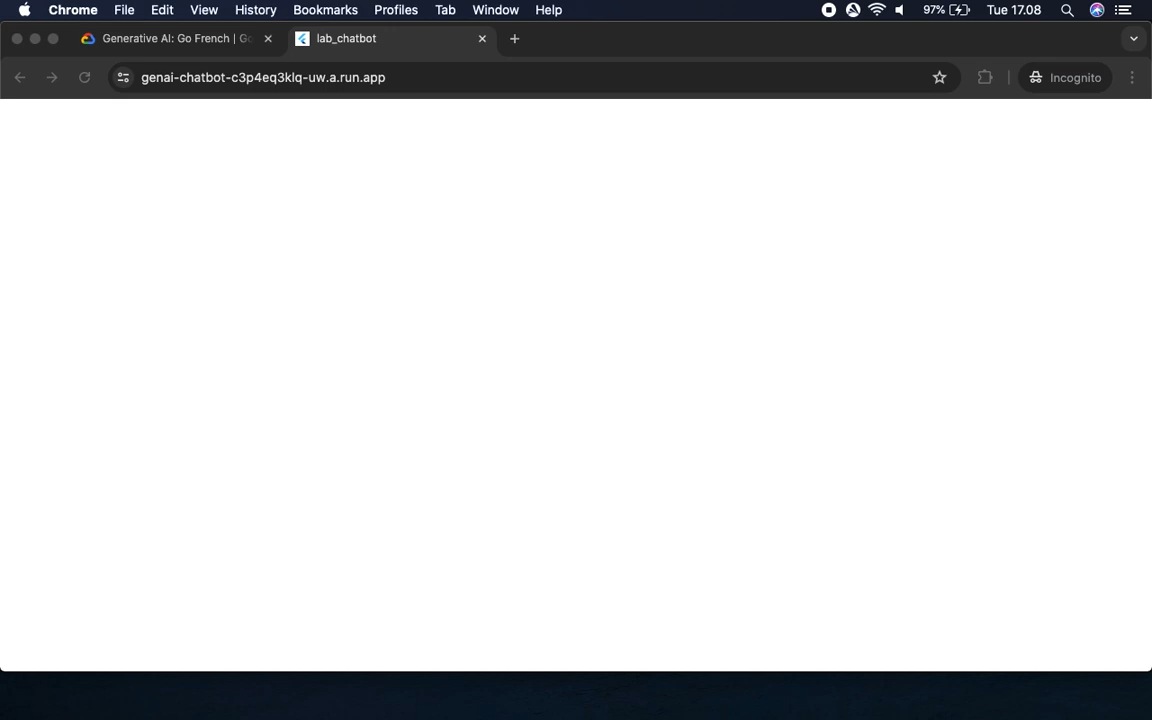 Chrome File Edit View History Bookmarks Profiles Tab Window Help 97% Tue 17.08
Generative AI: Go French | Go lab_chatbot
genai-chatbot-c3p4eq3klq-uw.a.run.app Incognito